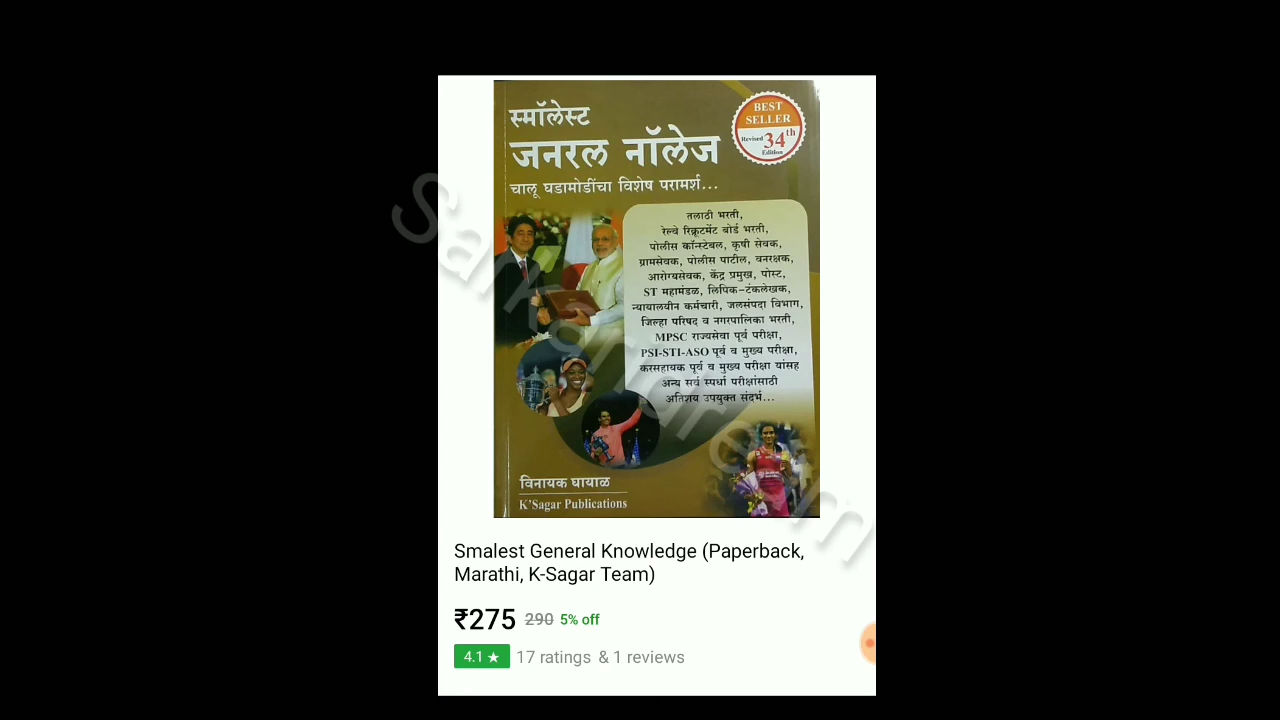 स्मॉलेस्ट
जनरल नॉलेज
चालू घडामोडींचा विशेष परामर्श...
BEST
SELLER
Revised 34th
Edition
तलाठी भरती,
रेल्वे रिक्रूटमेंट बोर्ड भरती,
पोलीस कॉन्स्टेबल, कृषी सेवक,
ग्रामसेवक, पोलीस पाटील, वनरक्षक,
आरोग्यसेवक, केंद्र प्रमुख, पोस्ट,
ST महामंडळ, लिपिक-टंकलेखक,
न्यायालयीन कर्मचारी, जलसंपदा विभाग,
जिल्हा परिषद व नगरपालिका भरती,
MPSC राज्यसेवा पूर्व परीक्षा,
PSI-STI-ASO पूर्व व मुख्य परीक्षा,
करसहायक पूर्व व मुख्य परीक्षा यांसह
अन्य सर्व स्पर्धा परीक्षांसाठी
अतिशय उपयुक्त संदर्भ...
विनायक घायाळ
K'Sagar Publications
Smalest General Knowledge (Paperback,
Marathi, K-Sagar Team)
₹275 290 5% off
4.1 ★ 17 ratings & 1 reviews